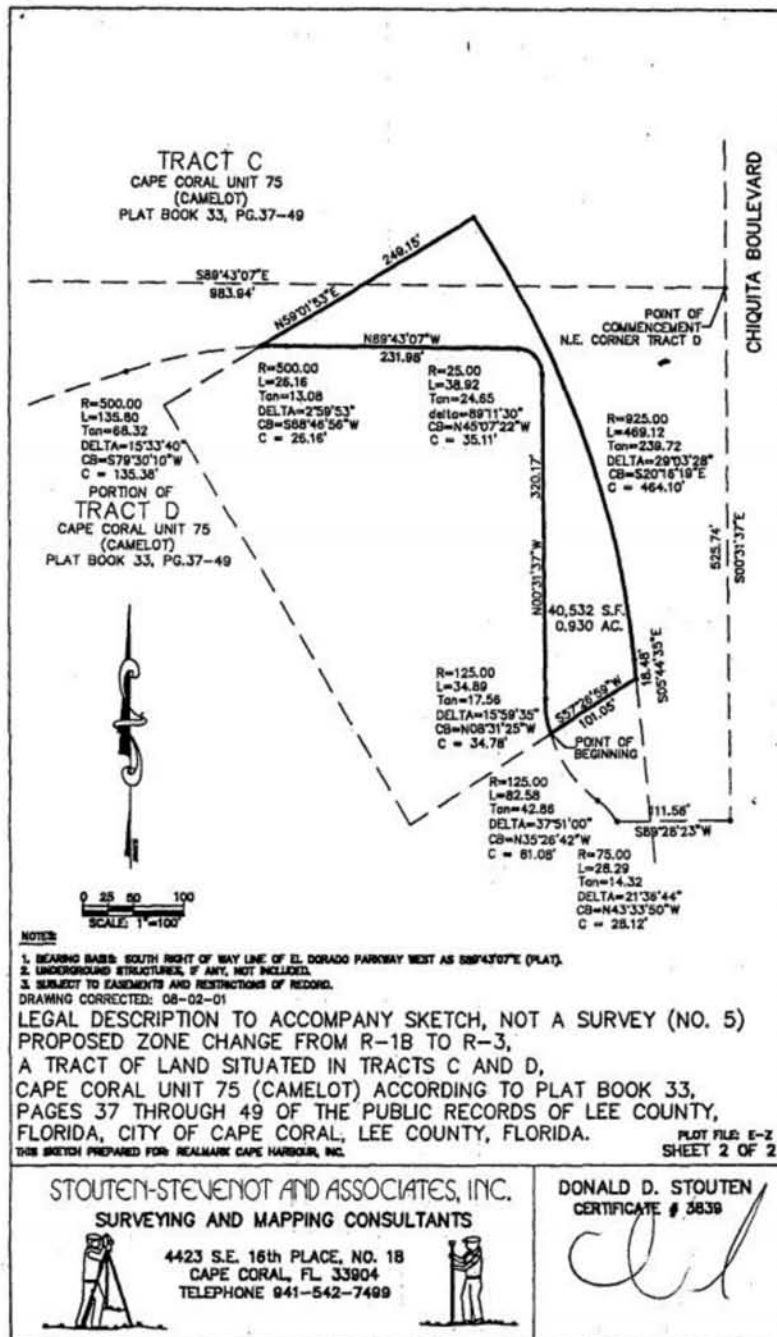 TRACT C
CAPE CORAL UNIT 75
(CAMELOT)
PLAT BOOK 33, PG.37-49
CHIQUITA BOULEVARD
249.15'
N59°01'53"E
S89°43'07"E
983.94'
POINT OF
COMMENCEMENT
N.E. CORNER TRACT D
N89°43'07"W
231.98'
R=500.00
L=135.80
Tan=68.32
DELTA=15°33'40"
CB=S79°30'10"W
C = 135.38'
R=500.00
L=26.16
Tan=13.08
DELTA=2°59'53"
CB=S88°46'56"W
C = 26.16'
R=25.00
L=38.92
Tan=24.65
delta=89°11'30"
CB=N45°07'22"W
C = 35.11'
R=925.00
L=469.12
Tan=239.72
DELTA=29°03'28"
CB=S20°16'19"E
C = 464.10'
PORTION OF
TRACT D
CAPE CORAL UNIT 75
(CAMELOT)
PLAT BOOK 33, PG.37-49
320.17'
N00°31'37"W
525.74'
S00°31'37"E
40,532 S.F.
0.930 AC.
18.48'
S05°44'35"E
R=125.00
L=34.89
Tan=17.56
DELTA=15°59'35"
CB=N08°31'25"W
C = 34.78'
S57°26'59"W
101.05'
POINT OF
BEGINNING
R=125.00
L=82.58
Tan=42.86
DELTA=37°51'00"
CB=N35°26'42"W
C = 81.08'
111.56'
S89°28'23"W
R=75.00
L=28.29
Tan=14.32
DELTA=21°36'44"
CB=N43°33'50"W
C = 28.12'
0 25 50 100
SCALE: 1"=100'
NOTES:
1. BEARING BASIS: SOUTH RIGHT OF WAY LINE OF EL DORADO PARKWAY WEST AS S89°43'07"E (PLAT).
2. UNDERGROUND STRUCTURES, IF ANY, NOT INCLUDED.
3. SUBJECT TO EASEMENTS AND RESTRICTIONS OF RECORD.
DRAWING CORRECTED: 08-02-01
LEGAL DESCRIPTION TO ACCOMPANY SKETCH, NOT A SURVEY (NO. 5)
PROPOSED ZONE CHANGE FROM R-1B TO R-3,
A TRACT OF LAND SITUATED IN TRACTS C AND D,
CAPE CORAL UNIT 75 (CAMELOT) ACCORDING TO PLAT BOOK 33,
PAGES 37 THROUGH 49 OF THE PUBLIC RECORDS OF LEE COUNTY,
FLORIDA, CITY OF CAPE CORAL, LEE COUNTY, FLORIDA.
PLOT FILE: E-Z
THIS SKETCH PREPARED FOR: REALMARK CAPE HARBOUR, INC.
SHEET 2 OF 2
STOUTEN-STEVENOT AND ASSOCIATES, INC.
SURVEYING AND MAPPING CONSULTANTS
4423 S.E. 16th PLACE, NO. 18
CAPE CORAL, FL 33904
TELEPHONE 941-542-7499
DONALD D. STOUTEN
CERTIFICATE # 3839